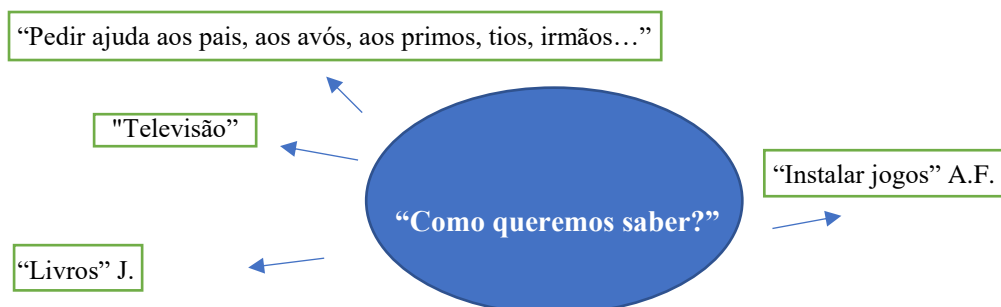 “Pedir ajuda aos pais, aos avós, aos primos, tios, irmãos…”
"Televisão”
“Instalar jogos” A.F.
“Como queremos saber?”
“Livros” J.